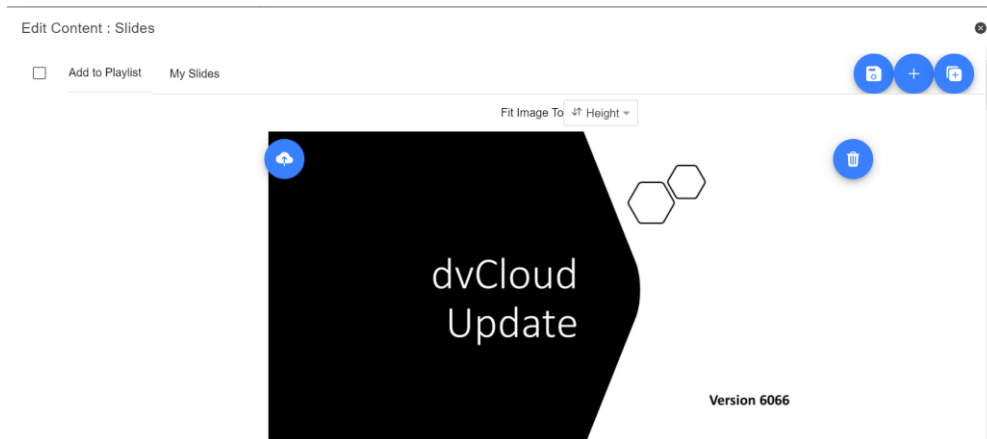 Edit Content : Slides
Add to Playlist My Slides
Fit Image To Height
dvCloud
Update
Version 6066